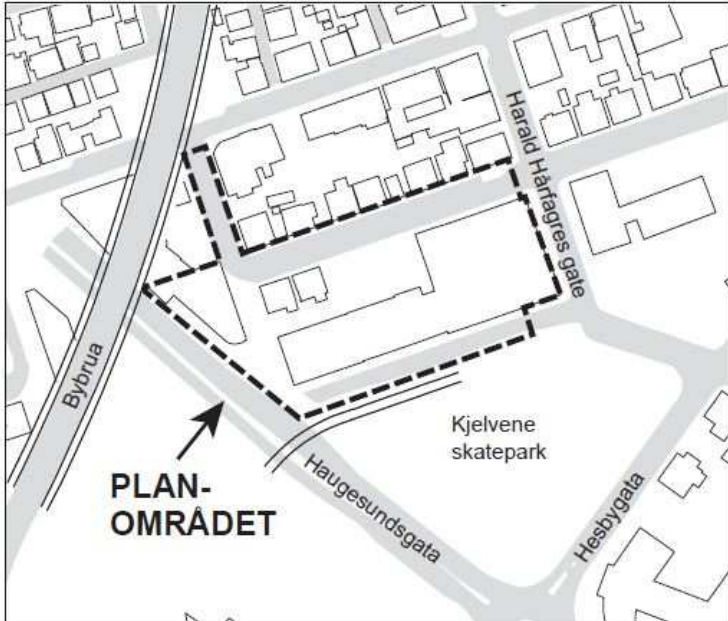 Harald Hårfagres gate
Bybrua
Kjelvene
skatepark
PLAN-
OMRÅDET
Haugesundsgata
Hesbygata